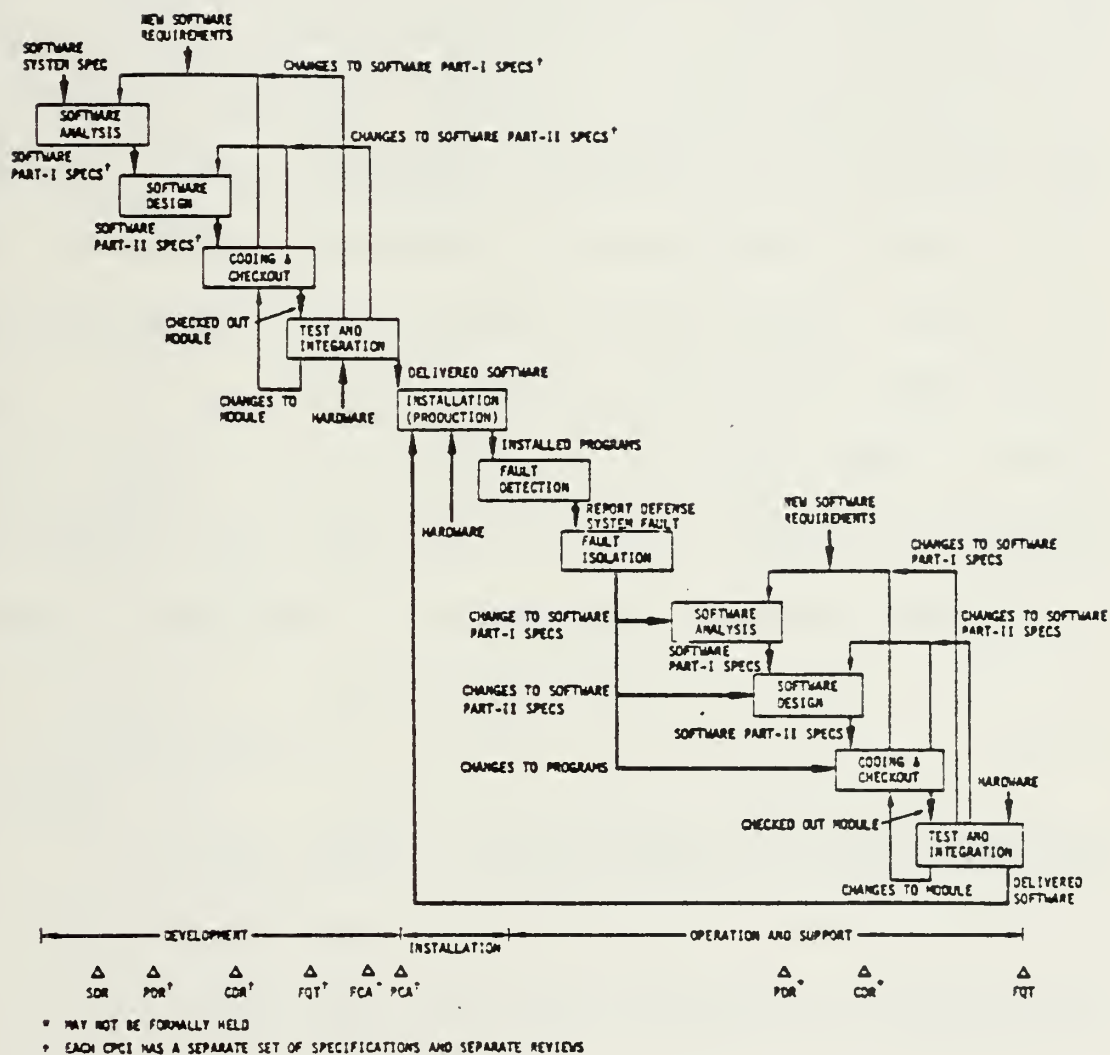 NEW SOFTWARE
REQUIREMENTS
SOFTWARE
SYSTEM SPEC
CHANGES TO SOFTWARE PART-I SPECS†
SOFTWARE
ANALYSIS
CHANGES TO SOFTWARE PART-II SPECS†
SOFTWARE
PART-I SPECS†
SOFTWARE
DESIGN
SOFTWARE
PART-II SPECS†
CODING &
CHECKOUT
CHECKED OUT
MODULE
TEST AND
INTEGRATION
DELIVERED SOFTWARE
CHANGES TO
MODULE
HARDWARE
INSTALLATION
(PRODUCTION)
INSTALLED PROGRAMS
FAULT
DETECTION
REPORT DEFENSE
SYSTEM FAULT
HARDWARE
FAULT
ISOLATION
NEW SOFTWARE
REQUIREMENTS
CHANGES TO SOFTWARE
PART-I SPECS
CHANGE TO SOFTWARE
PART-I SPECS
SOFTWARE
ANALYSIS
CHANGES TO SOFTWARE
PART-II SPECS
SOFTWARE
PART-I SPECS
CHANGES TO SOFTWARE
PART-II SPECS
SOFTWARE
DESIGN
SOFTWARE PART-II SPECS
CHANGES TO PROGRAMS
CODING &
CHECKOUT
HARDWARE
CHECKED OUT MODULE
TEST AND
INTEGRATION
CHANGES TO MODULE
DELIVERED
SOFTWARE
DEVELOPMENT
INSTALLATION
OPERATION AND SUPPORT
SDR
PDR†
CDR†
FQT†
FCA*
PCA†
PDR*
CDR*
FQT
* MAY NOT BE FORMALLY HELD
† EACH CPCI HAS A SEPARATE SET OF SPECIFICATIONS AND SEPARATE REVIEWS